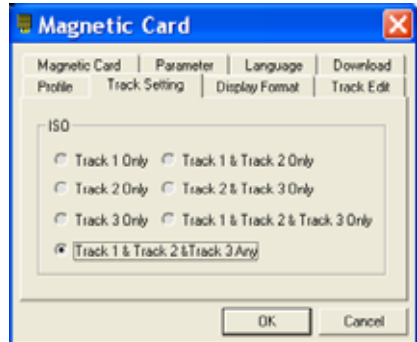 Magnetic Card
Magnetic Card Parameter Language Download
Profile Track Setting Display Format Track Edit
ISO
Track 1 Only Track 1 & Track 2 Only
Track 2 Only Track 2 & Track 3 Only
Track 3 Only Track 1 & Track 2 & Track 3 Only
Track 1 & Track 2 &Track 3 Any
OK Cancel